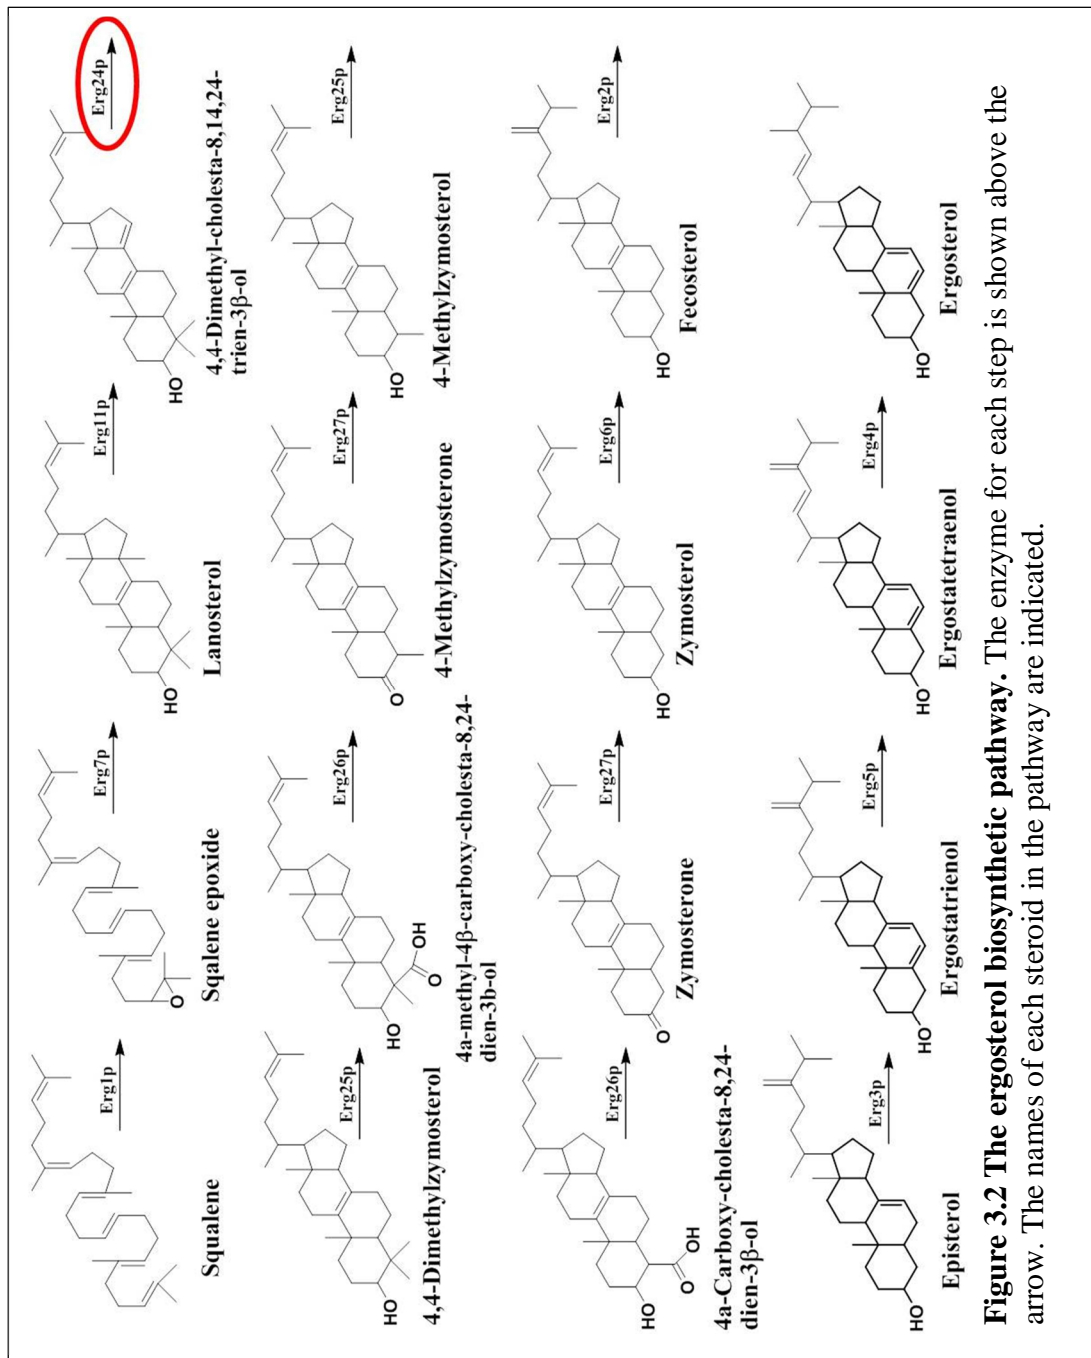 Squalene
Erg1p
O
Sqalene epoxide
Erg7p
HO
Lanosterol
Erg11p
HO
4,4-Dimethyl-cholesta-8,14,24-
trien-3β-ol
Erg24p
HO
4,4-Dimethylzymosterol
Erg25p
HO
O
OH
4a-methyl-4β-carboxy-cholesta-8,24-
dien-3b-ol
Erg26p
O
4-Methylzymosterone
Erg27p
HO
4-Methylzymosterol
Erg25p
HO
O
OH
4a-Carboxy-cholesta-8,24-
dien-3β-ol
Erg26p
O
Zymosterone
Erg27p
HO
Zymosterol
Erg6p
HO
Fecosterol
Erg2p
HO
Episterol
Erg3p
HO
Ergostatrienol
Erg5p
HO
Ergostatetraenol
Erg4p
HO
Ergosterol
Figure 3.2 The ergosterol biosynthetic pathway. The enzyme for each step is shown above the
arrow. The names of each steroid in the pathway are indicated.